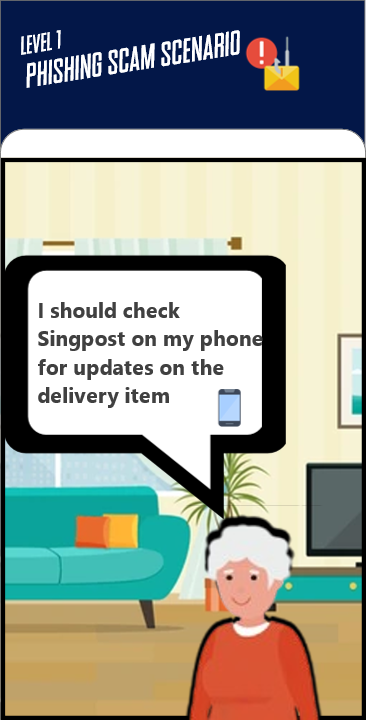 LEVEL 1
PHISHING SCAM SCENARIO
I should check
Singpost on my phone
for updates on the
delivery item